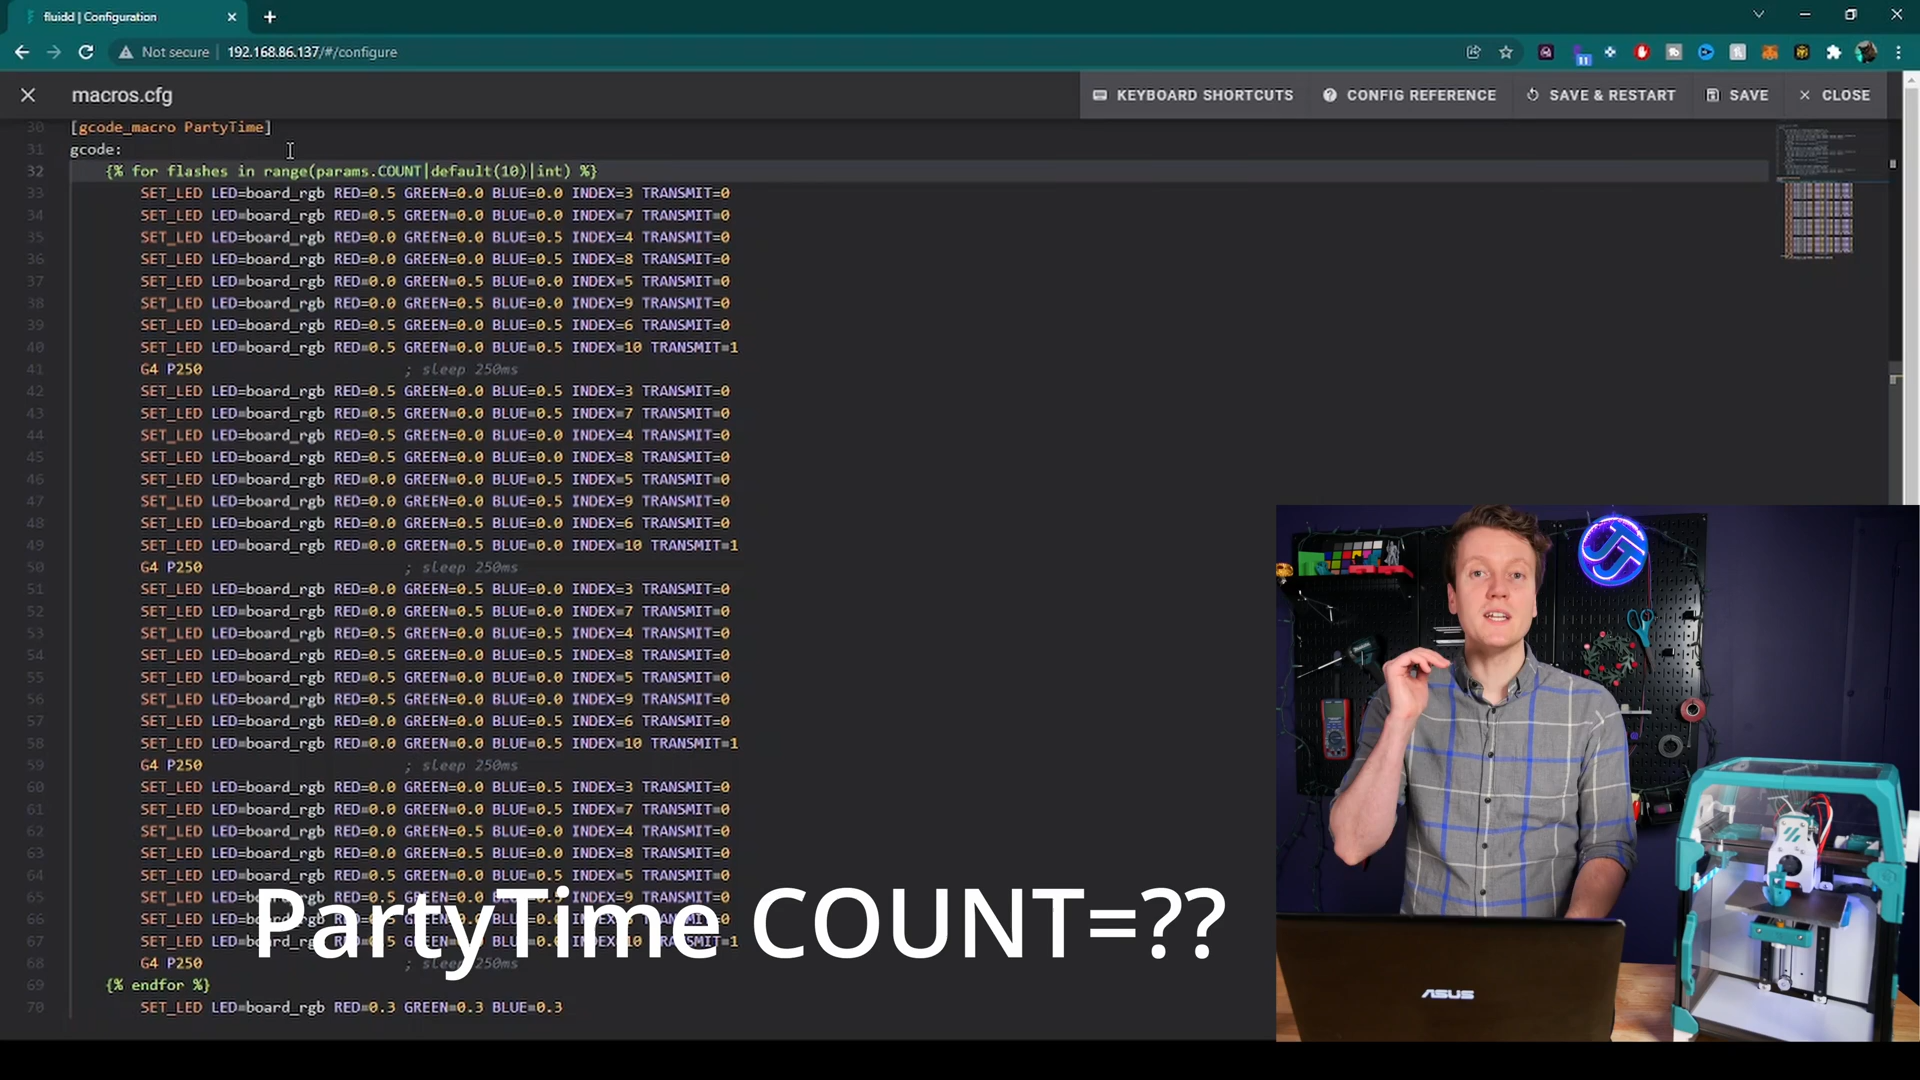 fluidd | Configuration
Not secure
192.168.86.137/#/configure
11
macros.cfg
KEYBOARD SHORTCUTS
CONFIG REFERENCE
SAVE & RESTART
SAVE
CLOSE
30 [gcode_macro PartyTime]
31 gcode:
32 {% for flashes in range(params.COUNT|default(10)|int) %}
33 SET_LED LED=board_rgb RED=0.5 GREEN=0.0 BLUE=0.0 INDEX=3 TRANSMIT=0
34 SET_LED LED=board_rgb RED=0.5 GREEN=0.0 BLUE=0.0 INDEX=7 TRANSMIT=0
35 SET_LED LED=board_rgb RED=0.0 GREEN=0.0 BLUE=0.5 INDEX=4 TRANSMIT=0
36 SET_LED LED=board_rgb RED=0.0 GREEN=0.0 BLUE=0.5 INDEX=8 TRANSMIT=0
37 SET_LED LED=board_rgb RED=0.0 GREEN=0.5 BLUE=0.0 INDEX=5 TRANSMIT=0
38 SET_LED LED=board_rgb RED=0.0 GREEN=0.5 BLUE=0.0 INDEX=9 TRANSMIT=0
39 SET_LED LED=board_rgb RED=0.5 GREEN=0.0 BLUE=0.5 INDEX=6 TRANSMIT=0
40 SET_LED LED=board_rgb RED=0.5 GREEN=0.0 BLUE=0.5 INDEX=10 TRANSMIT=1
41 G4 P250 ; sleep 250ms
42 SET_LED LED=board_rgb RED=0.5 GREEN=0.0 BLUE=0.5 INDEX=3 TRANSMIT=0
43 SET_LED LED=board_rgb RED=0.5 GREEN=0.0 BLUE=0.5 INDEX=7 TRANSMIT=0
44 SET_LED LED=board_rgb RED=0.5 GREEN=0.0 BLUE=0.0 INDEX=4 TRANSMIT=0
45 SET_LED LED=board_rgb RED=0.5 GREEN=0.0 BLUE=0.0 INDEX=8 TRANSMIT=0
46 SET_LED LED=board_rgb RED=0.0 GREEN=0.0 BLUE=0.5 INDEX=5 TRANSMIT=0
47 SET_LED LED=board_rgb RED=0.0 GREEN=0.0 BLUE=0.5 INDEX=9 TRANSMIT=0
48 SET_LED LED=board_rgb RED=0.0 GREEN=0.5 BLUE=0.0 INDEX=6 TRANSMIT=0
49 SET_LED LED=board_rgb RED=0.0 GREEN=0.5 BLUE=0.0 INDEX=10 TRANSMIT=1
50 G4 P250 ; sleep 250ms
51 SET_LED LED=board_rgb RED=0.0 GREEN=0.5 BLUE=0.0 INDEX=3 TRANSMIT=0
52 SET_LED LED=board_rgb RED=0.0 GREEN=0.5 BLUE=0.0 INDEX=7 TRANSMIT=0
53 SET_LED LED=board_rgb RED=0.5 GREEN=0.0 BLUE=0.5 INDEX=4 TRANSMIT=0
54 SET_LED LED=board_rgb RED=0.5 GREEN=0.0 BLUE=0.5 INDEX=8 TRANSMIT=0
55 SET_LED LED=board_rgb RED=0.5 GREEN=0.0 BLUE=0.0 INDEX=5 TRANSMIT=0
56 SET_LED LED=board_rgb RED=0.5 GREEN=0.0 BLUE=0.0 INDEX=9 TRANSMIT=0
57 SET_LED LED=board_rgb RED=0.0 GREEN=0.0 BLUE=0.5 INDEX=6 TRANSMIT=0
58 SET_LED LED=board_rgb RED=0.0 GREEN=0.0 BLUE=0.5 INDEX=10 TRANSMIT=1
59 G4 P250 ; sleep 250ms
60 SET_LED LED=board_rgb RED=0.0 GREEN=0.0 BLUE=0.5 INDEX=3 TRANSMIT=0
61 SET_LED LED=board_rgb RED=0.0 GREEN=0.0 BLUE=0.5 INDEX=7 TRANSMIT=0
62 SET_LED LED=board_rgb RED=0.0 GREEN=0.5 BLUE=0.0 INDEX=4 TRANSMIT=0
63 SET_LED LED=board_rgb RED=0.0 GREEN=0.5 BLUE=0.0 INDEX=8 TRANSMIT=0
64 SET_LED LED=board_rgb RED=0.5 GREEN=0.0 BLUE=0.5 INDEX=5 TRANSMIT=0
65 SET_LED
66 SET_LED
67 SET_LED
68 G4 P250 ; sleep 250ms
69 {% endfor %}
70 SET_LED LED=board_rgb RED=0.3 GREEN=0.3 BLUE=0.3
PartyTime COUNT=??
ASUS